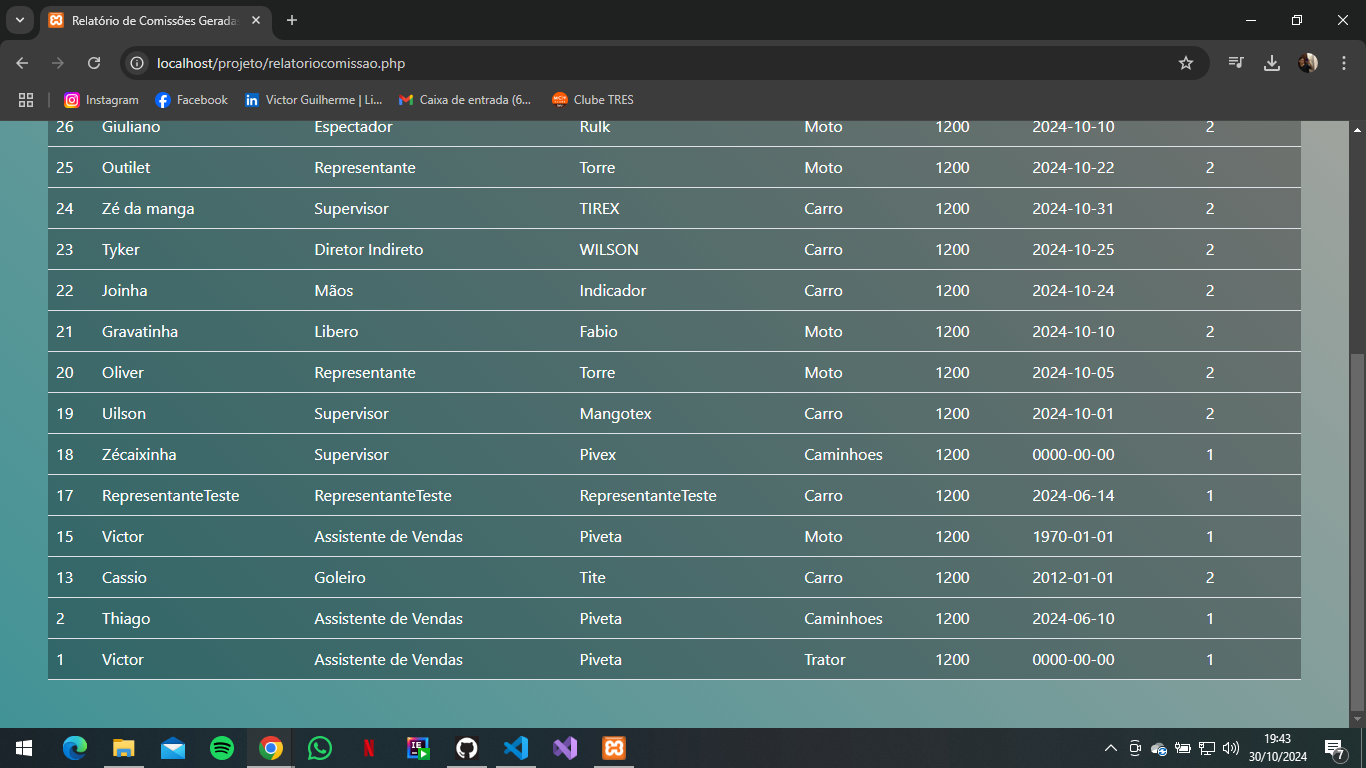 Relatório de Comissões Geradas
localhost/projeto/relatoriocomissao.php
Instagram Facebook Victor Guilherme | Li... Caixa de entrada (6... Clube TRES
26 Giuliano Espectador Rulk Moto 1200 2024-10-10 2
25 Outilet Representante Torre Moto 1200 2024-10-22 2
24 Zé da manga Supervisor TIREX Carro 1200 2024-10-31 2
23 Tyker Diretor Indireto WILSON Carro 1200 2024-10-25 2
22 Joinha Mãos Indicador Carro 1200 2024-10-24 2
21 Gravatinha Libero Fabio Moto 1200 2024-10-10 2
20 Oliver Representante Torre Moto 1200 2024-10-05 2
19 Uilson Supervisor Mangotex Carro 1200 2024-10-01 2
18 Zécaixinha Supervisor Pivex Caminhoes 1200 0000-00-00 1
17 RepresentanteTeste RepresentanteTeste RepresentanteTeste Carro 1200 2024-06-14 1
15 Victor Assistente de Vendas Piveta Moto 1200 1970-01-01 1
13 Cassio Goleiro Tite Carro 1200 2012-01-01 2
2 Thiago Assistente de Vendas Piveta Caminhoes 1200 2024-06-10 1
1 Victor Assistente de Vendas Piveta Trator 1200 0000-00-00 1
19:43
30/10/2024
7